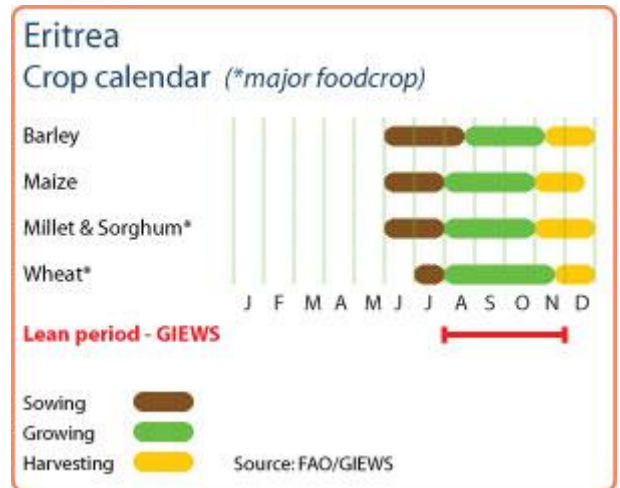 Eritrea
Crop calendar (*major foodcrop)
Barley
Maize
Millet & Sorghum*
Wheat*
J F M A M J J A S O N D
Lean period - GIEWS
Sowing
Growing
Harvesting
Source: FAO/GIEWS